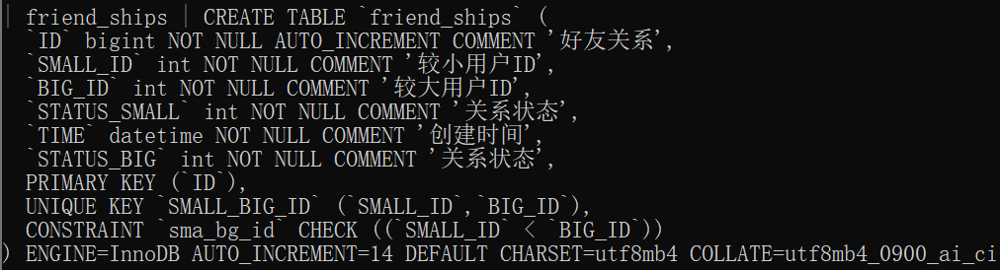 | friend_ships | CREATE TABLE `friend_ships` (
`ID` bigint NOT NULL AUTO_INCREMENT COMMENT '好友关系',
`SMALL_ID` int NOT NULL COMMENT '较小用户ID',
`BIG_ID` int NOT NULL COMMENT '较大用户ID',
`STATUS_SMALL` int NOT NULL COMMENT '关系状态',
`TIME` datetime NOT NULL COMMENT '创建时间',
`STATUS_BIG` int NOT NULL COMMENT '关系状态',
PRIMARY KEY (`ID`),
UNIQUE KEY `SMALL_BIG_ID` (`SMALL_ID`,`BIG_ID`),
CONSTRAINT `sma_bg_id` CHECK ((`SMALL_ID` < `BIG_ID`))
) ENGINE=InnoDB AUTO_INCREMENT=14 DEFAULT CHARSET=utf8mb4 COLLATE=utf8mb4_0900_ai_ci